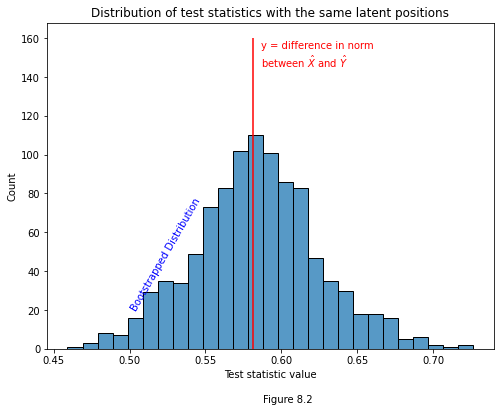 Distribution of test statistics with the same latent positions
160
140
120
100
80
60
40
20
0
Count
y = difference in norm
between X̂ and Ŷ
Bootstrapped Distribution
0.45 0.50 0.55 0.60 0.65 0.70
Test statistic value
Figure 8.2